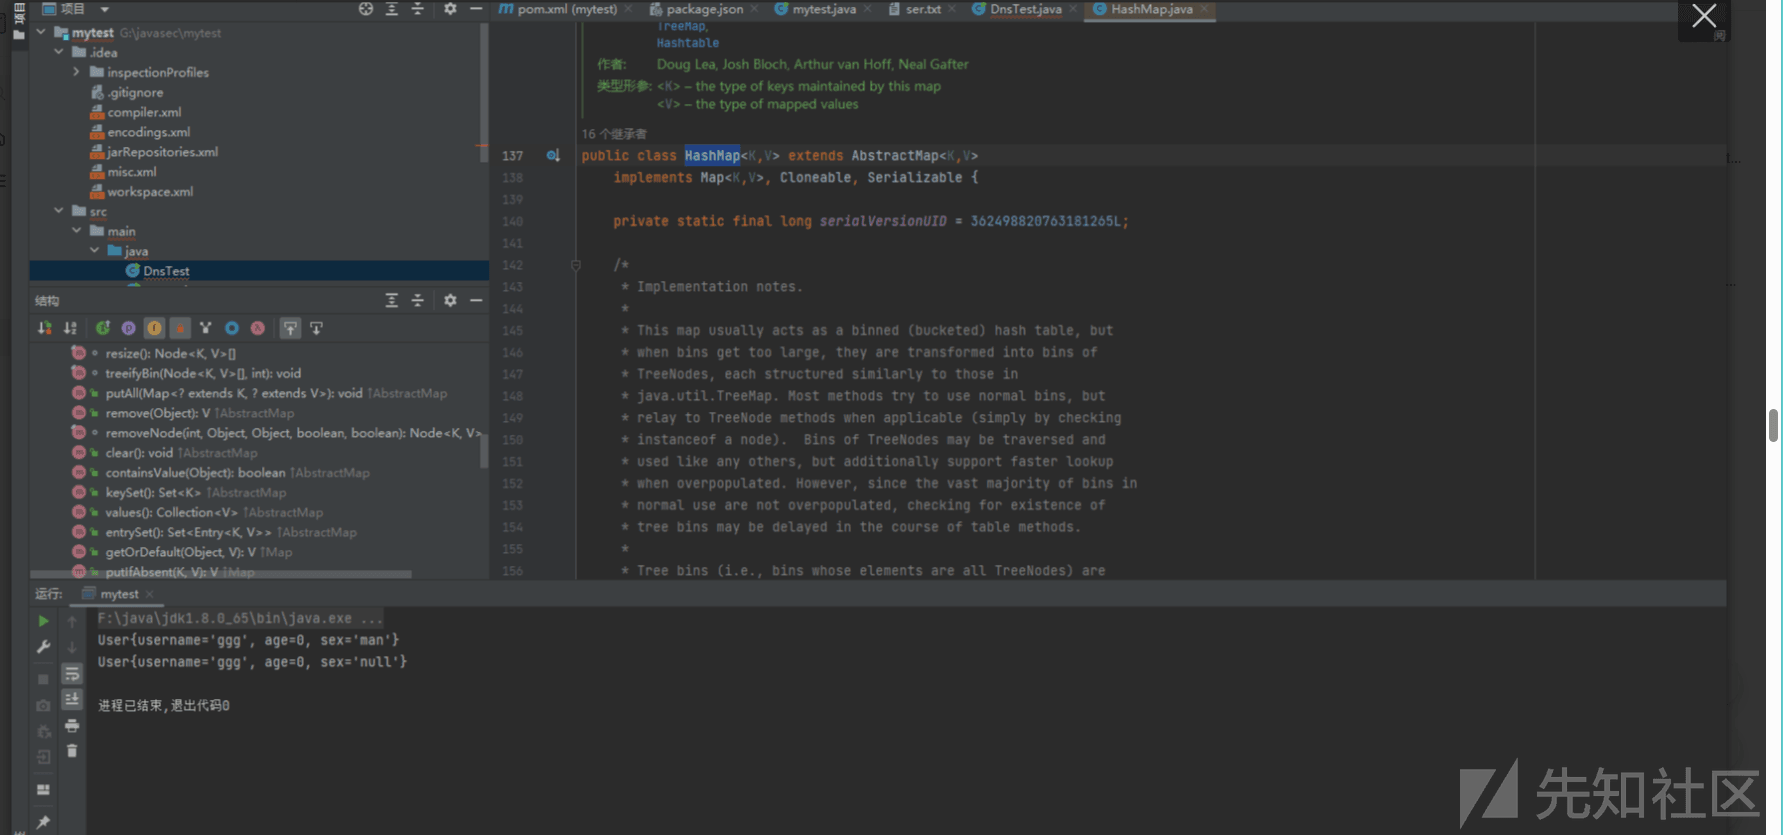 项目
项目
pom.xml (mytest)
package.json
mytest.java
ser.txt
DnsTest.java
HashMap.java
mytest G:\javasec\mytest
.idea
inspectionProfiles
.gitignore
compiler.xml
encodings.xml
jarRepositories.xml
misc.xml
workspace.xml
src
main
java
DnsTest
结构
resize(): Node<K, V>[]
treeifyBin(Node<K, V>[], int): void
putAll(Map<? extends K, ? extends V>): void ↑AbstractMap
remove(Object): V ↑AbstractMap
removeNode(int, Object, Object, boolean, boolean): Node<K, V>
clear(): void ↑AbstractMap
containsValue(Object): boolean ↑AbstractMap
keySet(): Set<K> ↑AbstractMap
values(): Collection<V> ↑AbstractMap
entrySet(): Set<Entry<K, V>> ↑AbstractMap
getOrDefault(Object, V): V ↑Map
putIfAbsent(K, V): V ↑Map
TreeMap,
Hashtable
作者: Doug Lea, Josh Bloch, Arthur van Hoff, Neal Gafter
类型形参: <K> – the type of keys maintained by this map
<V> – the type of mapped values
16 个继承者
137 public class HashMap<K,V> extends AbstractMap<K,V>
138 implements Map<K,V>, Cloneable, Serializable {
139
140 private static final long serialVersionUID = 362498820763181265L;
141
142 /*
143 * Implementation notes.
144 *
145 * This map usually acts as a binned (bucketed) hash table, but
146 * when bins get too large, they are transformed into bins of
147 * TreeNodes, each structured similarly to those in
148 * java.util.TreeMap. Most methods try to use normal bins, but
149 * relay to TreeNode methods when applicable (simply by checking
150 * instanceof a node).  Bins of TreeNodes may be traversed and
151 * used like any others, but additionally support faster lookup
152 * when overpopulated. However, since the vast majority of bins in
153 * normal use are not overpopulated, checking for existence of
154 * tree bins may be delayed in the course of table methods.
155 *
156 * Tree bins (i.e., bins whose elements are all TreeNodes) are
运行: mytest
F:\java\jdk1.8.0_65\bin\java.exe ...
User{username='ggg', age=0, sex='man'}
User{username='ggg', age=0, sex='null'}
进程已结束,退出代码0
先知社区